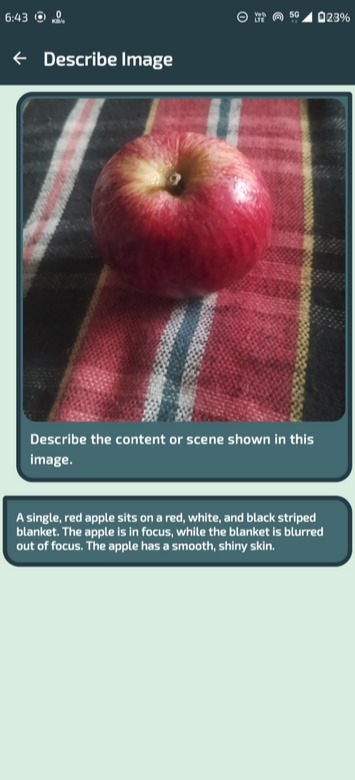 6:43 0 KB/s VoLTE 5G 23%
Describe Image
Describe the content or scene shown in this
image.
A single, red apple sits on a red, white, and black striped
blanket. The apple is in focus, while the blanket is blurred
out of focus. The apple has a smooth, shiny skin.